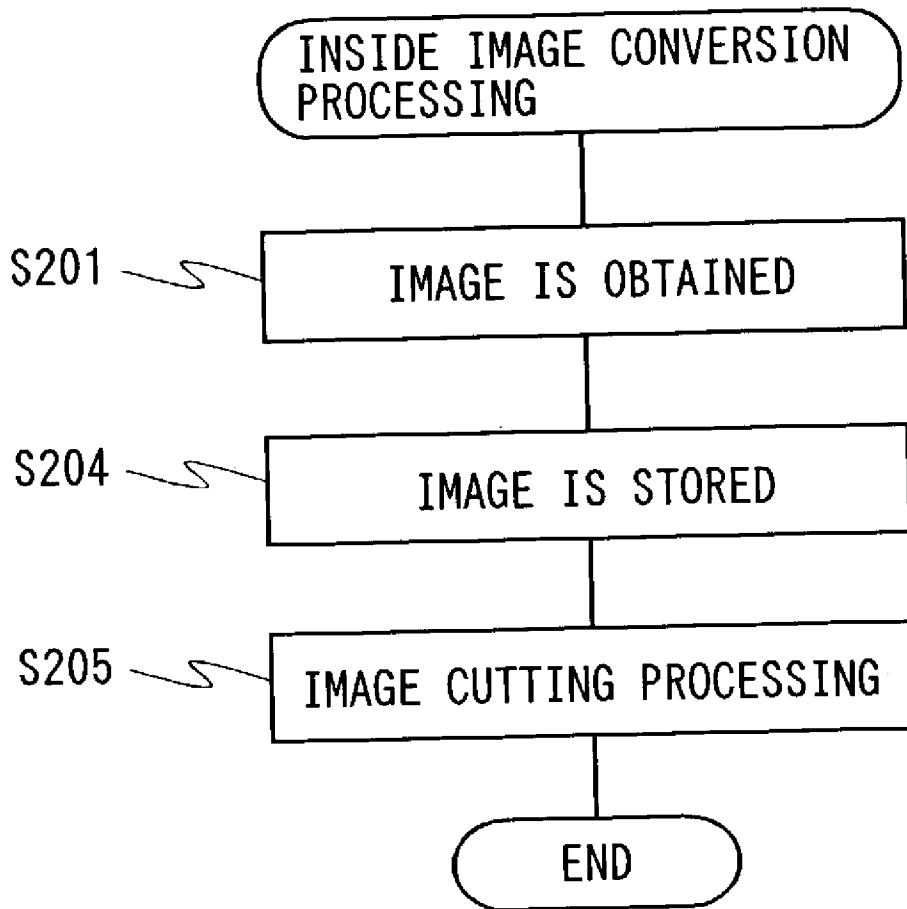 INSIDE IMAGE CONVERSION
PROCESSING
S201
IMAGE IS OBTAINED
S204
IMAGE IS STORED
S205
IMAGE CUTTING PROCESSING
END